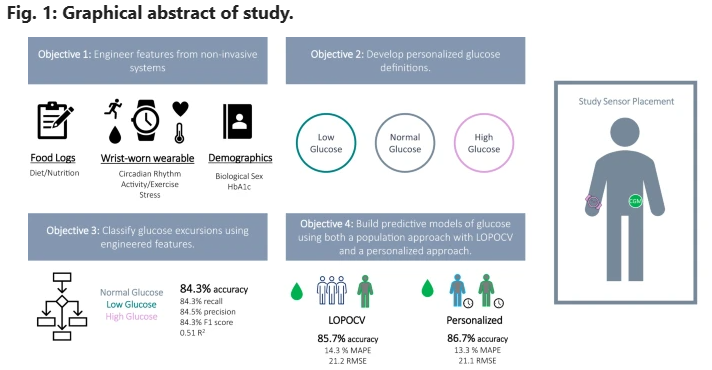 Fig. 1: Graphical abstract of study.
Objective 1: Engineer features from non-invasive
systems
Food Logs
Diet/Nutrition
Wrist-worn wearable
Circadian Rhythm
Activity/Exercise
Stress
Demographics
Biological Sex
HbA1c
Objective 2: Develop personalized glucose
definitions.
Low
Glucose
Normal
Glucose
High
Glucose
Objective 3: Classify glucose excursions using
engineered features.
Normal Glucose
Low Glucose
High Glucose
84.3% accuracy
84.3% recall
84.5% precision
84.3% F1 score
0.51 R²
Objective 4: Build predictive models of glucose
using both a population approach with LOPOCV
and a personalized approach.
LOPOCV
85.7% accuracy
14.3 % MAPE
21.2 RMSE
Personalized
86.7% accuracy
13.3 % MAPE
21.1 RMSE
Study Sensor Placement
CGM